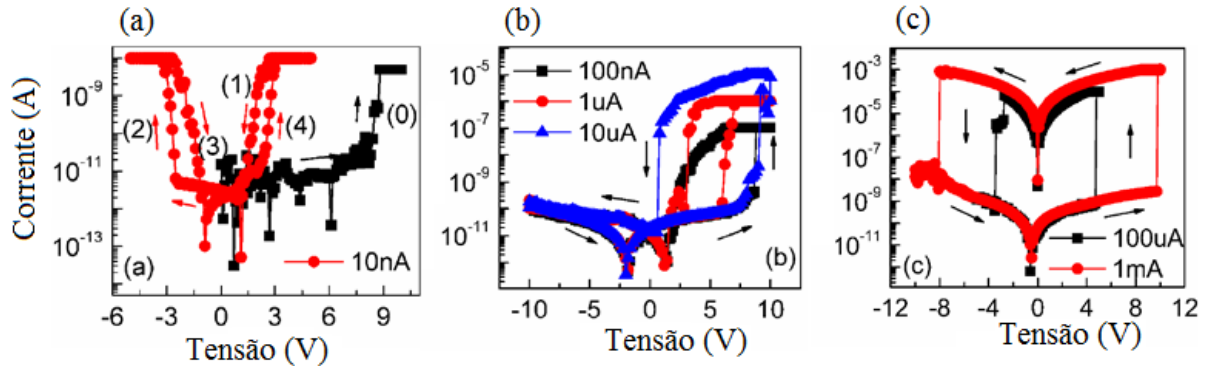 (a)
(b)
(c)
Corrente (A)
10⁻⁹
10⁻¹¹
10⁻¹³
(0)
(1)
(2)
(3)
(4)
(a)
10nA
-6 -3 0 3 6 9
Tensão (V)
10⁻⁵
10⁻⁷
10⁻⁹
10⁻¹¹
100nA
1uA
10uA
(b)
-10 -5 0 5 10
Tensão (V)
10⁻³
10⁻⁵
10⁻⁷
10⁻⁹
10⁻¹¹
100uA
1mA
(c)
-12 -8 -4 0 4 8 12
Tensão (V)